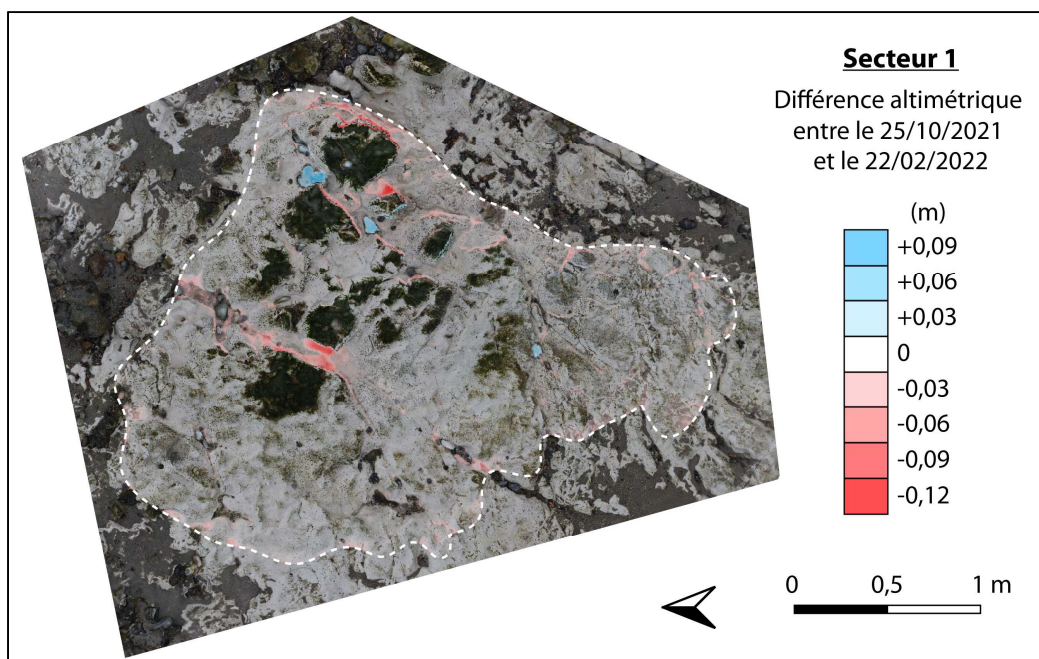 Secteur 1
Différence altimétrique
entre le 25/10/2021
et le 22/02/2022
(m)
+0,09
+0,06
+0,03
0
-0,03
-0,06
-0,09
-0,12
0 0,5 1 m